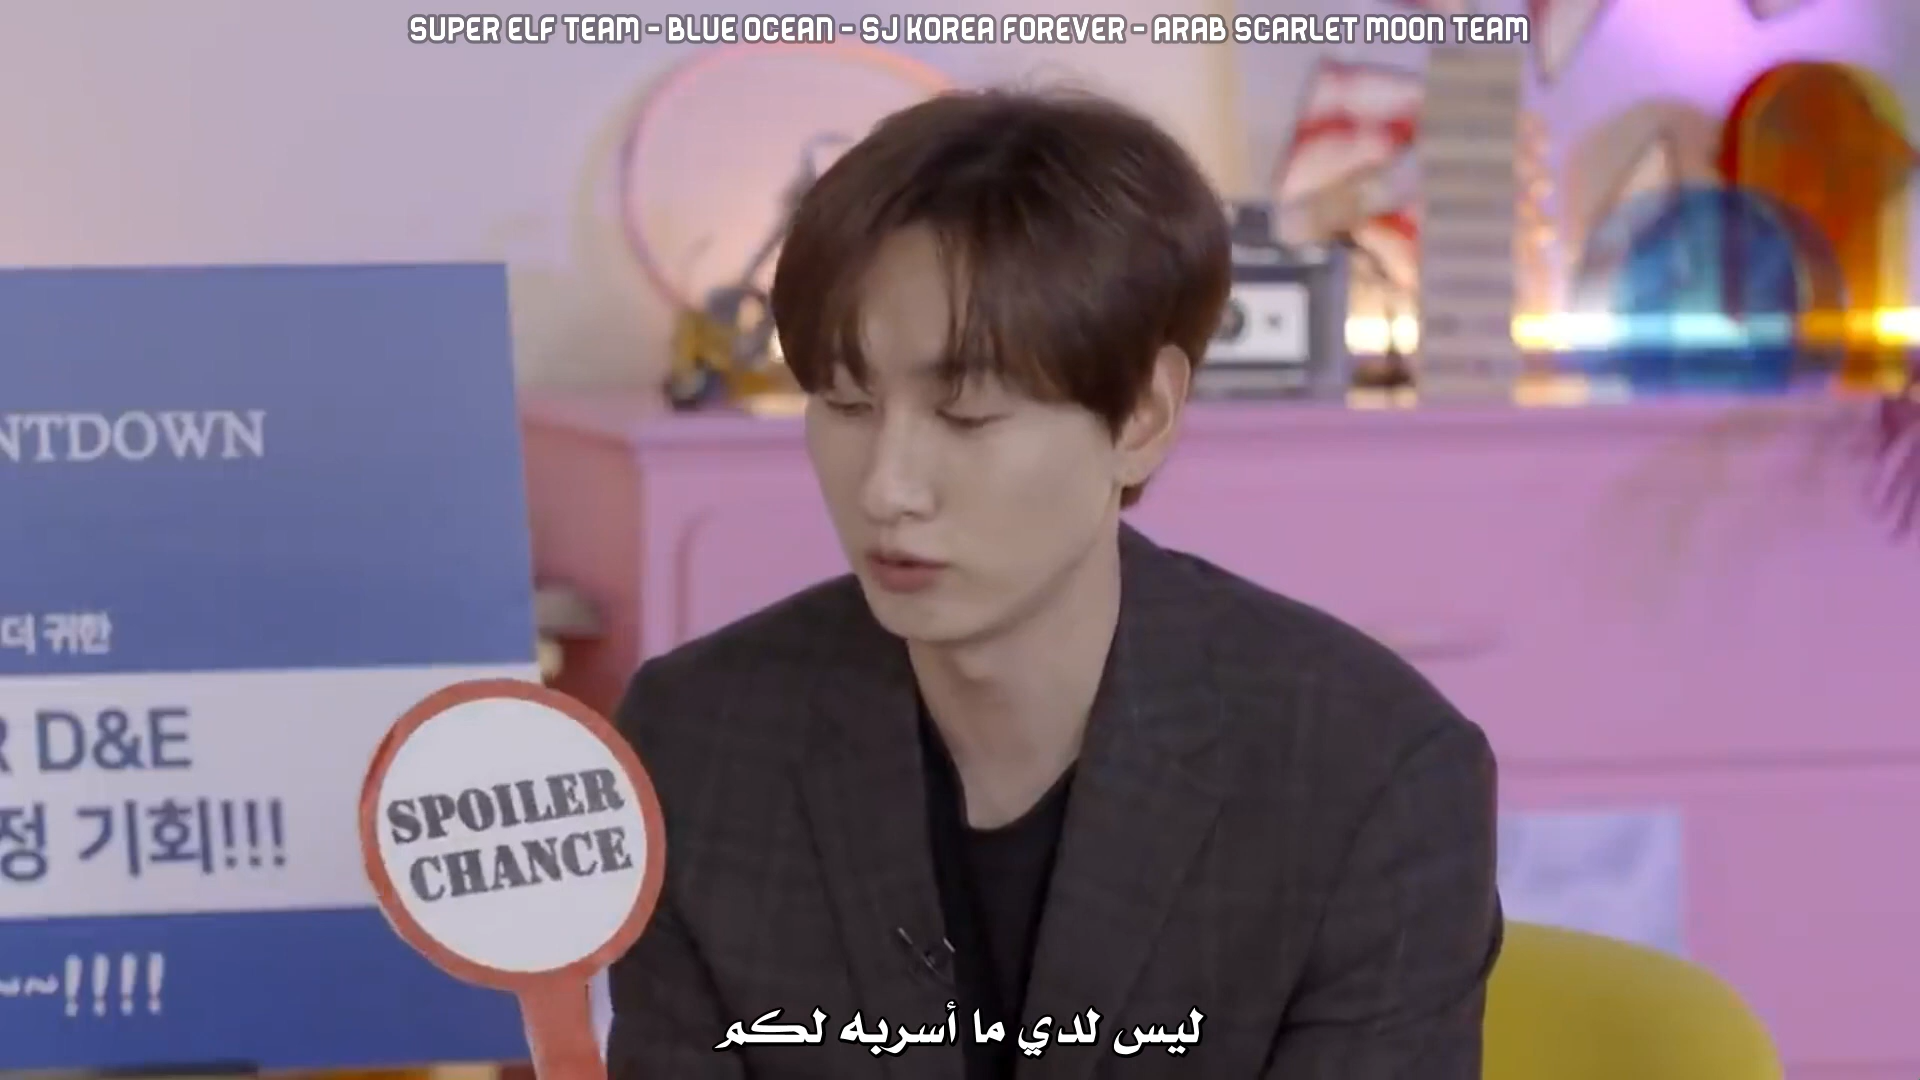 SUPER ELF TEAM - BLUE OCEAN - SJ KOREA FOREVER - ARAB SCARLET MOON TEAM
NTDOWN
더 귀한
R D&E
정 기회!!!
~~!!!!
SPOILER
CHANCE
ليس لدي ما أسربه لكم